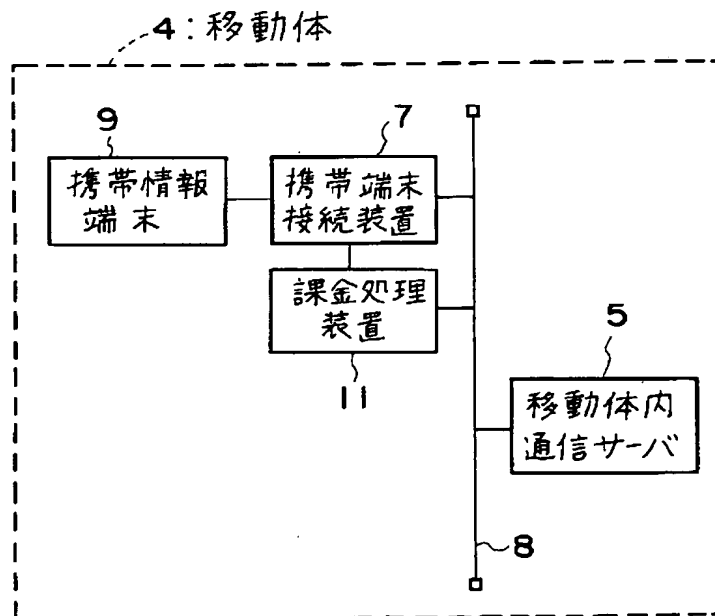 4:移動体
9
携帯情報
端末
7
携帯端末
接続装置
課金処理
装置
11
5
移動体内
通信サーバ
8